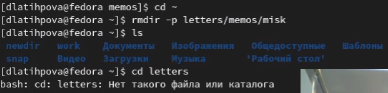 [dlatihpova@fedora memos]$ cd ~
[dlatihpova@fedora ~]$ rmdir -p letters/memos/misk
[dlatihpova@fedora ~]$ ls
newdir work Документы Изображения Общедоступные Шаблоны
snap Видео Загрузки Музыка 'Рабочий стол'
[dlatihpova@fedora ~]$ cd letters
bash: cd: letters: Нет такого файла или каталога